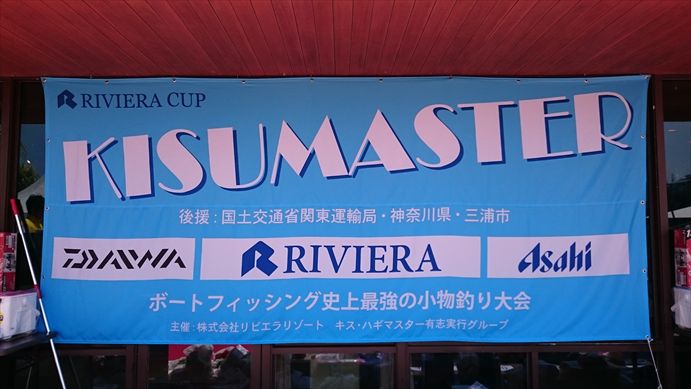 RIVIERA CUP
KISUMASTER
後援:国土交通省関東運輸局・神奈川県・三浦市
DAIWA RIVIERA Asahi
ボートフィッシング史上最強の小物釣り大会
主催:株式会社リビエラリゾート キス・ハギマスター有志実行グループ